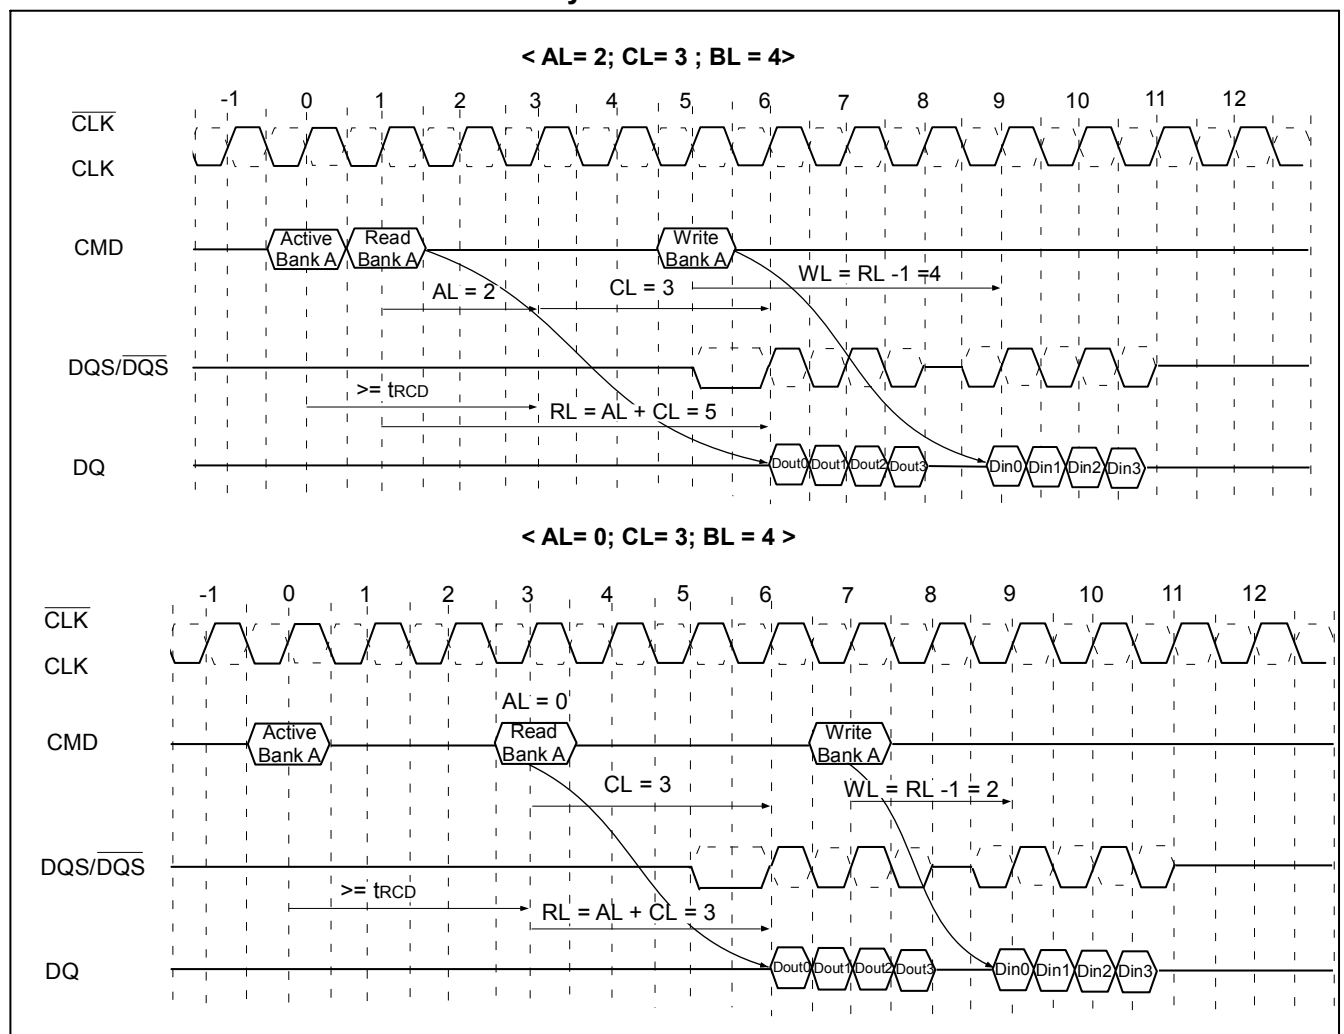 < AL= 2; CL= 3 ; BL = 4>
-1 0 1 2 3 4 5 6 7 8 9 10 11 12
CLK
CLK
CMD
Active Bank A
Read Bank A
Write Bank A
WL = RL -1 =4
AL = 2
CL = 3
DQS/DQS
>= tRCD
RL = AL + CL = 5
DQ
Dout0 Dout1 Dout2 Dout3 Din0 Din1 Din2 Din3
< AL= 0; CL= 3; BL = 4 >
-1 0 1 2 3 4 5 6 7 8 9 10 11 12
CLK
CLK
AL = 0
CMD
Active Bank A
Read Bank A
Write Bank A
CL = 3
WL = RL -1 = 2
DQS/DQS
>= tRCD
RL = AL + CL = 3
DQ
Dout0 Dout1 Dout2 Dout3 Din0 Din1 Din2 Din3